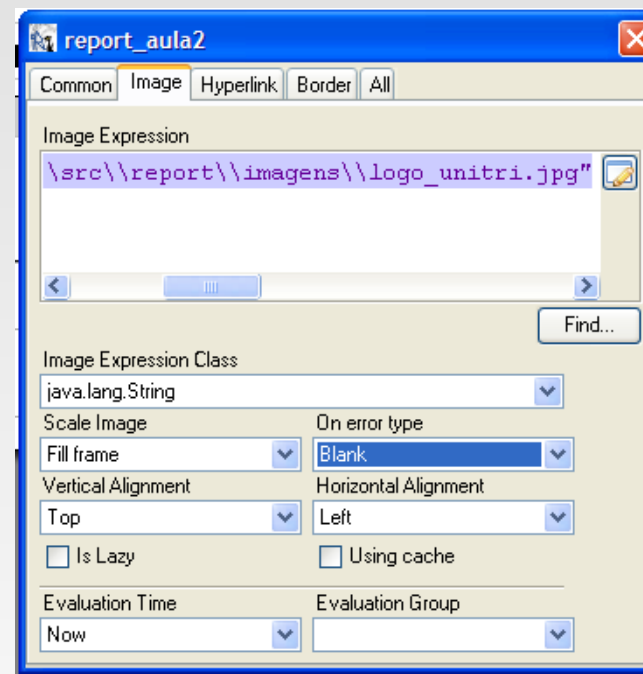 report_aula2
Common Image Hyperlink Border All
Image Expression
\src\\report\\imagens\\logo_unitri.jpg"
Find...
Image Expression Class
java.lang.String
Scale Image On error type
Fill frame Blank
Vertical Alignment Horizontal Alignment
Top Left
Is Lazy Using cache
Evaluation Time Evaluation Group
Now